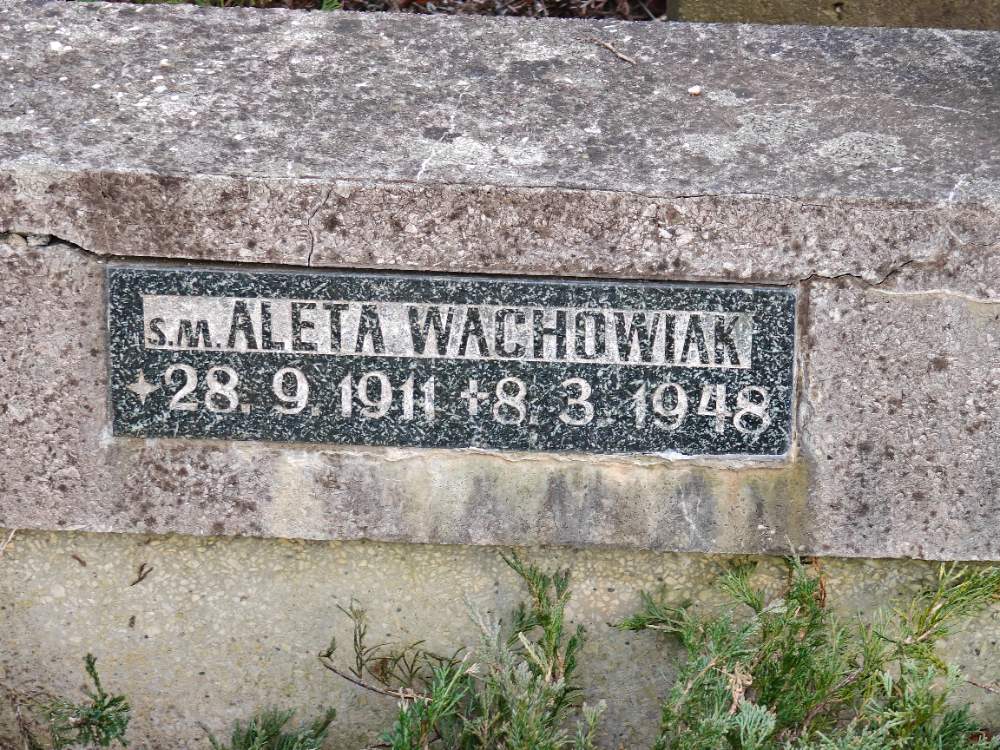 S.M. ALETA WACHOWIAK
✦ 28. 9. 1911 + 8. 3. 1948